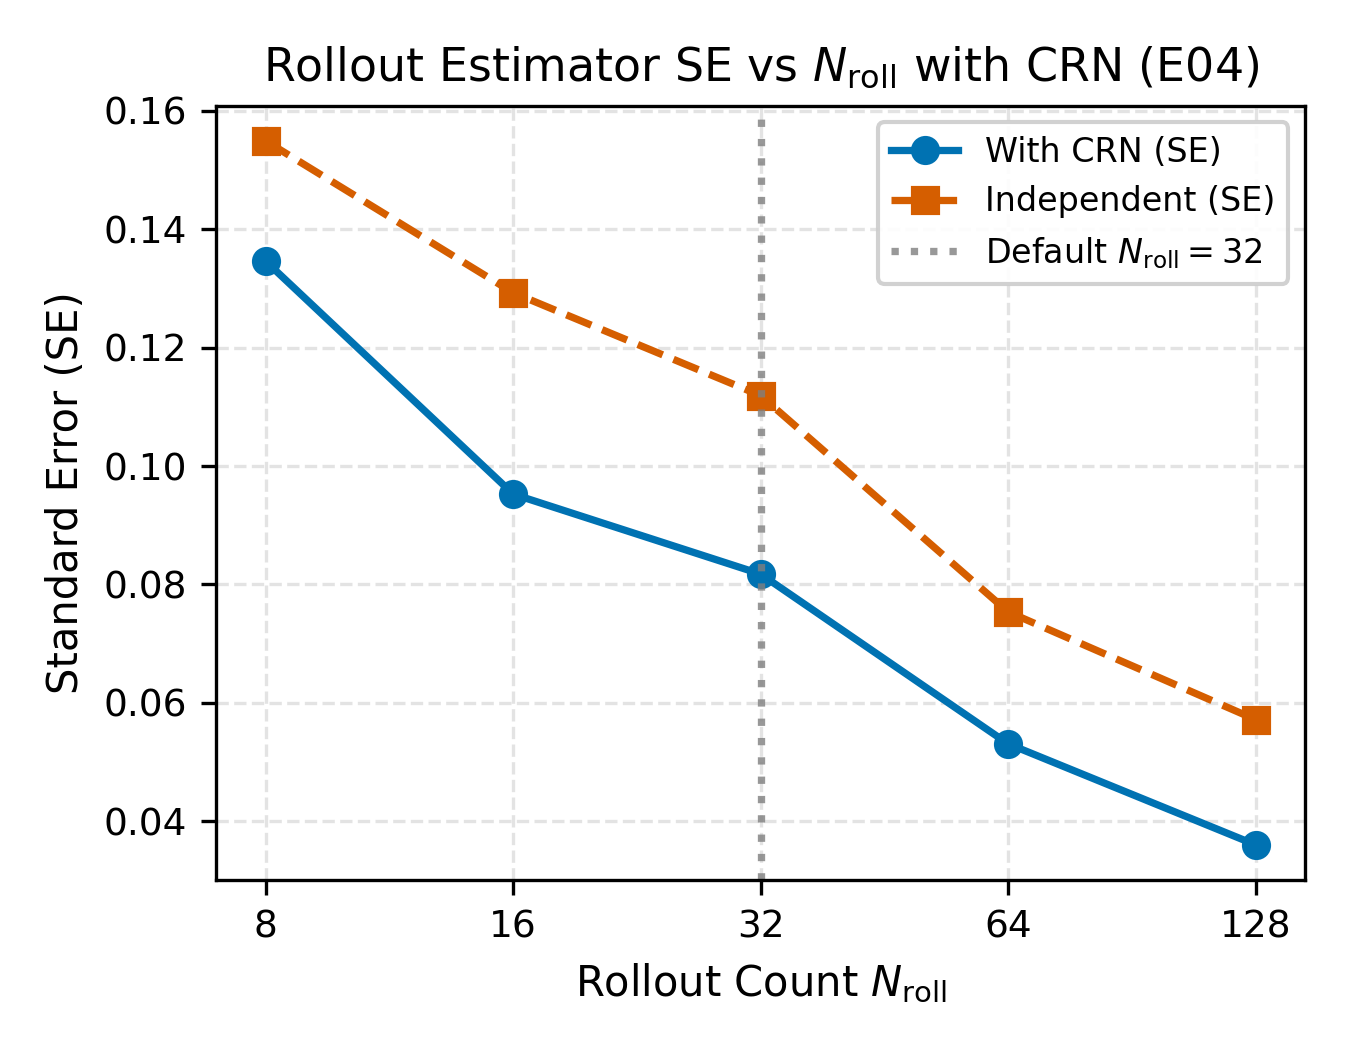 Rollout Estimator SE vs N_roll with CRN (E04)
With CRN (SE)
Independent (SE)
Default N_roll = 32
Standard Error (SE)
0.16
0.14
0.12
0.10
0.08
0.06
0.04
8 16 32 64 128
Rollout Count N_roll